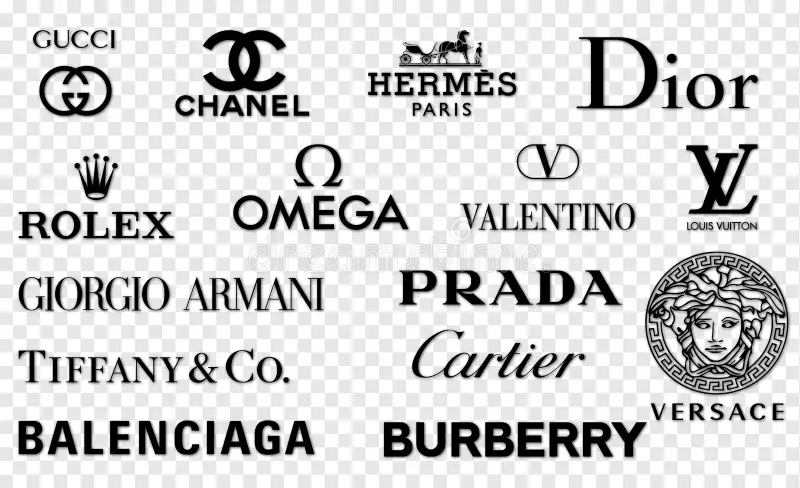 GUCCI
CHANEL
HERMÈS
PARIS
Dior
ROLEX
Ω
OMEGA
V
VALENTINO
LV
LOUIS VUITTON
GIORGIO ARMANI
PRADA
TIFFANY & CO.
Cartier
VERSACE
BALENCIAGA
BURBERRY
dreamstime